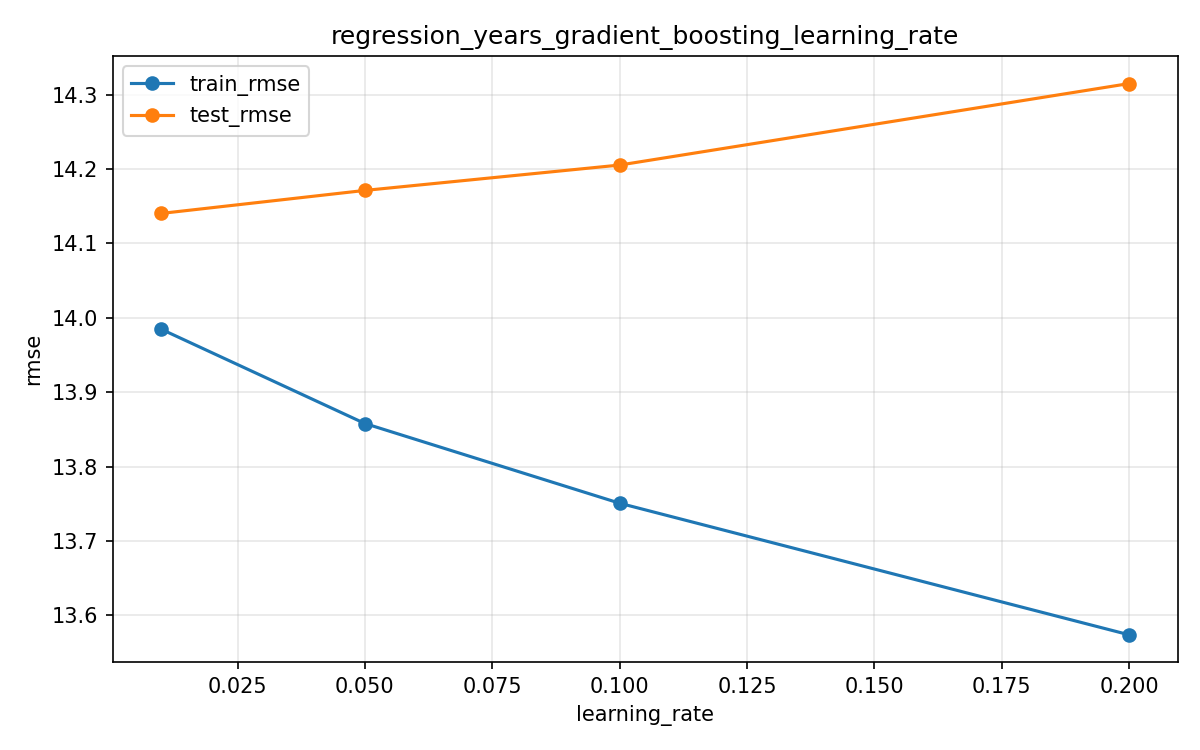 regression_years_gradient_boosting_learning_rate
train_rmse
test_rmse
14.3
14.2
14.1
14.0
13.9
13.8
13.7
13.6
rmse
0.025 0.050 0.075 0.100 0.125 0.150 0.175 0.200
learning_rate